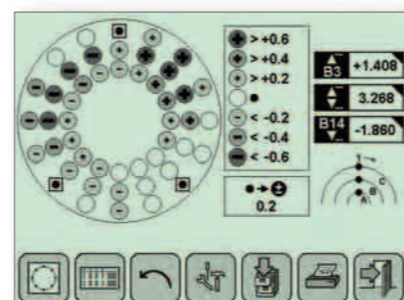 > +0.6
> +0.4
> +0.2
●
< -0.2
< -0.4
< -0.6
●→±
0.2
B3 +1.408
3.268
B14 -1.860
1
C
B
A